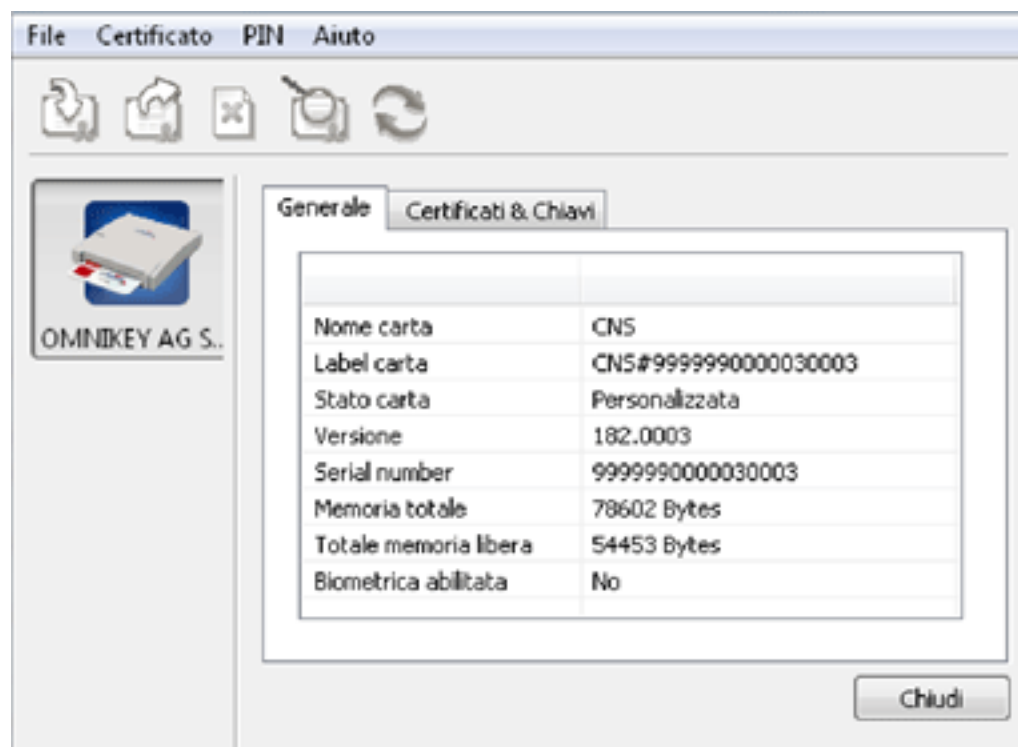 File Certificato PIN Aiuto
OMNIKEY AG S..
Generale Certificati & Chiavi
Nome carta CNS
Label carta CNS#9999990000030003
Stato carta Personalizzata
Versione 182.0003
Serial number 9999990000030003
Memoria totale 78602 Bytes
Totale memoria libera 54453 Bytes
Biometrica abilitata No
Chiudi